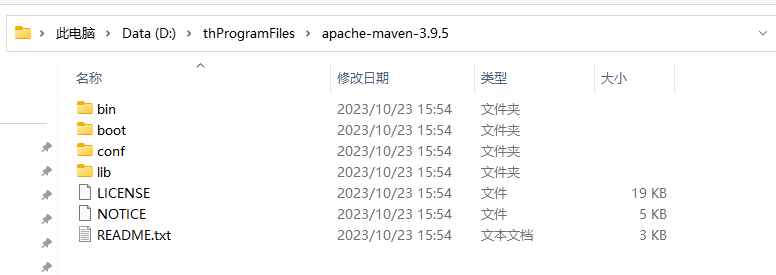 此电脑 > Data (D:) > thProgramFiles > apache-maven-3.9.5
名称 修改日期 类型 大小
bin 2023/10/23 15:54 文件夹
boot 2023/10/23 15:54 文件夹
conf 2023/10/23 15:54 文件夹
lib 2023/10/23 15:54 文件夹
LICENSE 2023/10/23 15:54 文件 19 KB
NOTICE 2023/10/23 15:54 文件 5 KB
README.txt 2023/10/23 15:54 文本文档 3 KB